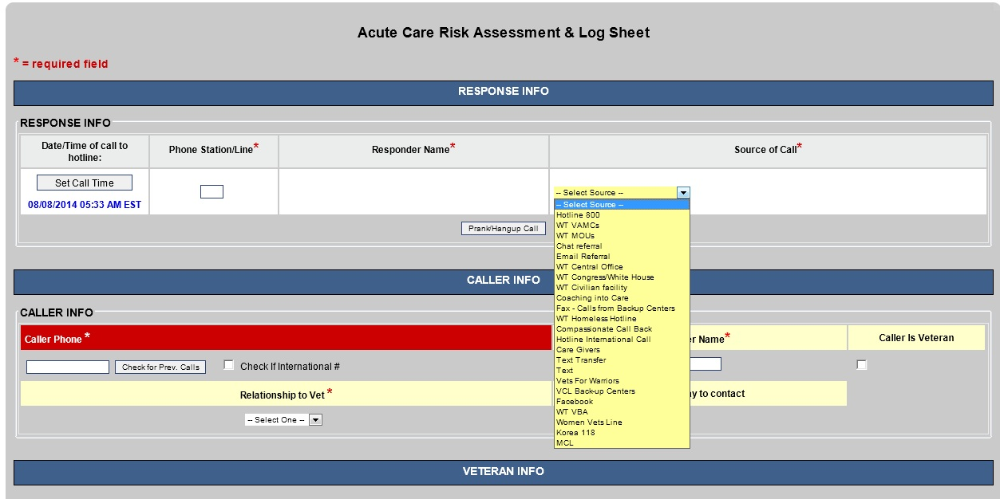 Acute Care Risk Assessment & Log Sheet
* = required field
RESPONSE INFO
RESPONSE INFO
Date/Time of call to
hotline:
Phone Station/Line*
Responder Name*
Source of Call*
Set Call Time
08/08/2014 05:33 AM EST
-- Select Source --
-- Select Source --
Hotline 800
WT VAMCs
WT MOUs
Chat referral
Email Referral
WT Central Office
WT Congress/White House
WT Civilian facility
Coaching into Care
Fax - Calls from Backup Centers
WT Homeless Hotline
Compassionate Call Back
Hotline International Call
Care Givers
Text Transfer
Text
Vets For Warriors
VCL Back-up Centers
Facebook
WT VBA
Women Vets Line
Korea 118
MCL
Prank/Hangup Call
CALLER INFO
CALLER INFO
Caller Phone *
r Name*
Caller Is Veteran
Check for Prev. Calls
Check If International #
Relationship to Vet *
y to contact
-- Select One --
VETERAN INFO